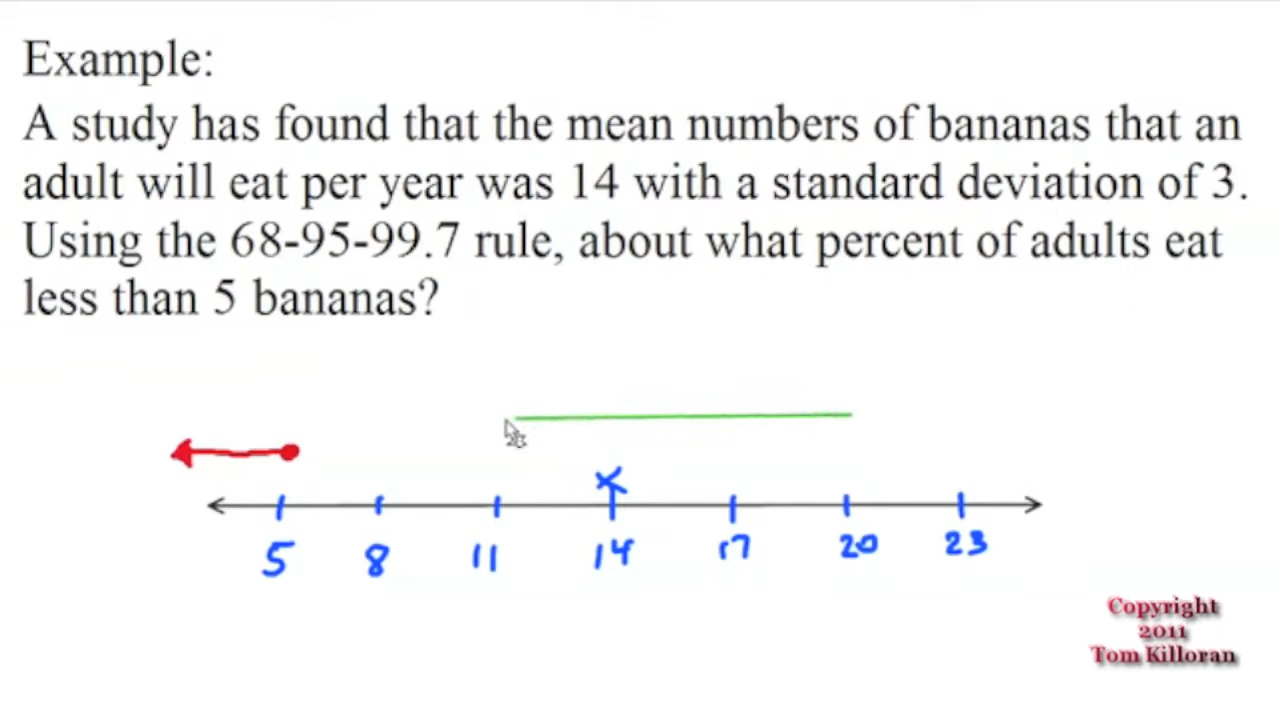 Example:
A study has found that the mean numbers of bananas that an
adult will eat per year was 14 with a standard deviation of 3.
Using the 68-95-99.7 rule, about what percent of adults eat
less than 5 bananas?
5 8 11 14 17 20 23
Copyright
2011
Tom Killoran